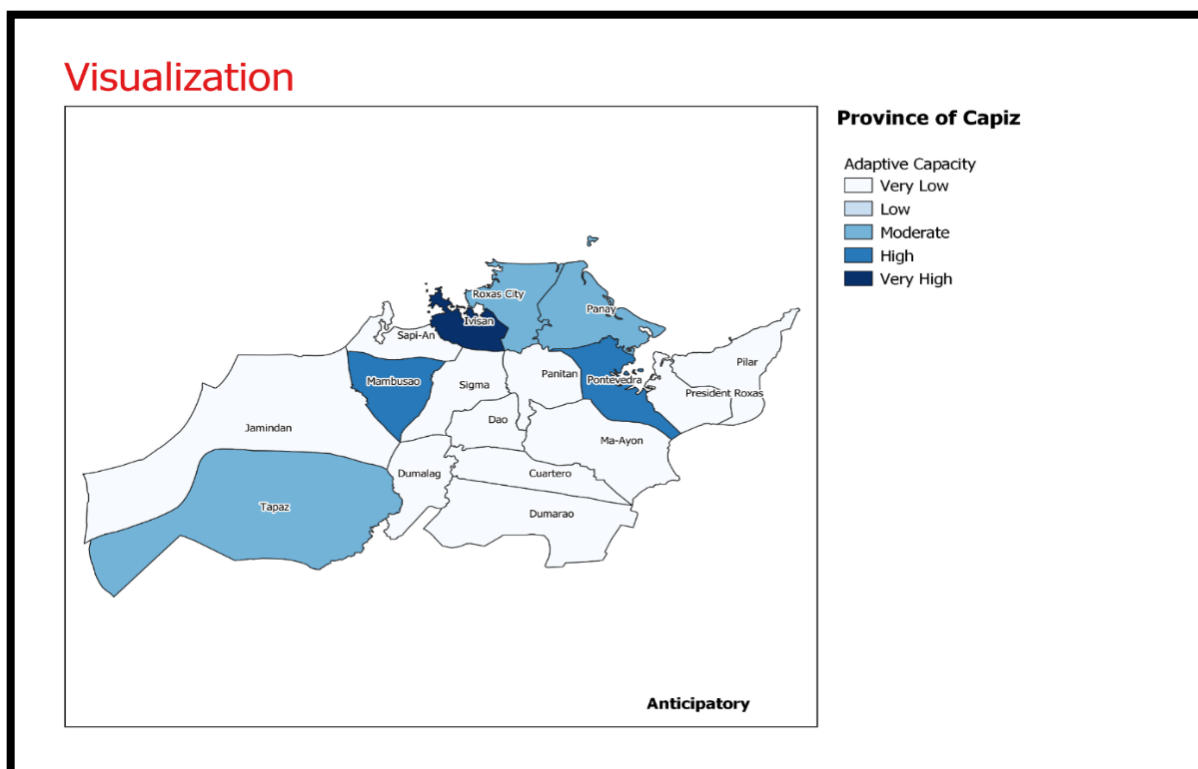 Visualization
Province of Capiz
Adaptive Capacity
Very Low
Low
Moderate
High
Very High
Roxas City
Panay
Ivisan
Sapi-An
Pilar
Mambusao
Sigma
Panitan
Pontevedra
President Roxas
Dao
Jamindan
Ma-Ayon
Dumalag
Cuartero
Tapaz
Dumarao
Anticipatory